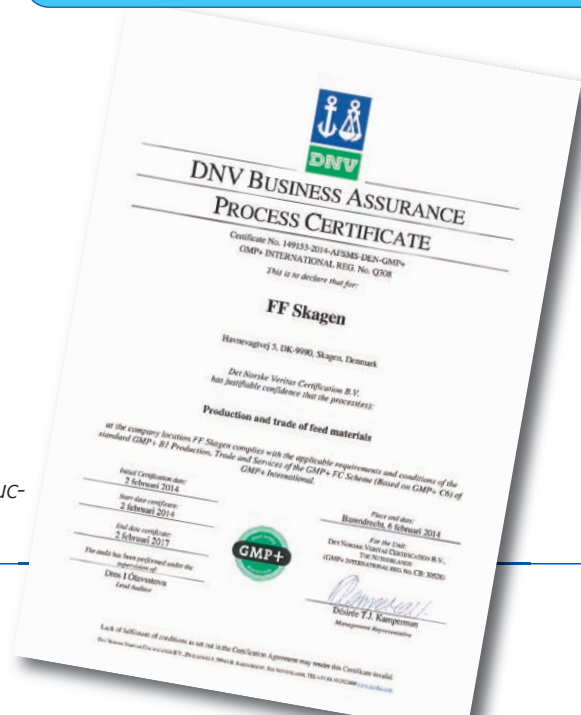 DNV
DNV BUSINESS ASSURANCE
PROCESS CERTIFICATE
Certificate No. 149153-2014-AFSMS-DEN-GMP+
GMP+ INTERNATIONAL REG. No. Q308
This is to declare that for:
FF Skagen
Havnevagtvej 5, DK-9990, Skagen, Denmark
Det Norske Veritas Certification B.V.
has justifiable confidence that the process(es):
Production and trade of feed materials
at the company location FF Skagen complies with the applicable requirements and conditions of the
standard GMP+ B1 Production, Trade and Services of the GMP+ FC Scheme (Based on GMP+ C6) of
GMP+ International.
Initial Certification date:
2 februari 2014
Start date certificate:
2 februari 2014
End date certificate:
2 februari 2017
The audit has been performed under the
supervision of:
Lead Auditor
GMP+
Place and date:
Barendrecht, 6 februari 2014
For the Unit:
DET NORSKE VERITAS CERTIFICATION B.V.,
THE NETHERLANDS
(GMP+ INTERNATIONAL REG. NO. CB-30928)
Désirée T.J. Kamperman
Management Representative
Lack of fulfilment of conditions as set out in the Certification Agreement may render this Certificate invalid.
uc-